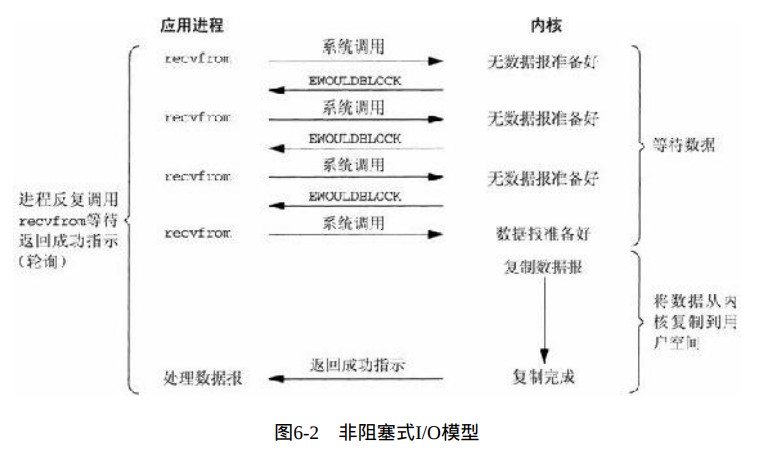 应用进程 内核
recvfrom 系统调用 无数据报准备好
EWOULDBLOCK
recvfrom 系统调用 无数据报准备好
EWOULDBLOCK
recvfrom 系统调用 无数据报准备好
EWOULDBLOCK
recvfrom 系统调用 数据报准备好
等待数据
进程反复调用
recvfrom等待
返回成功指示
（轮询）
复制数据报
将数据从内
核复制到用
户空间
处理数据报 返回成功指示 复制完成
图6-2 非阻塞式I/O模型